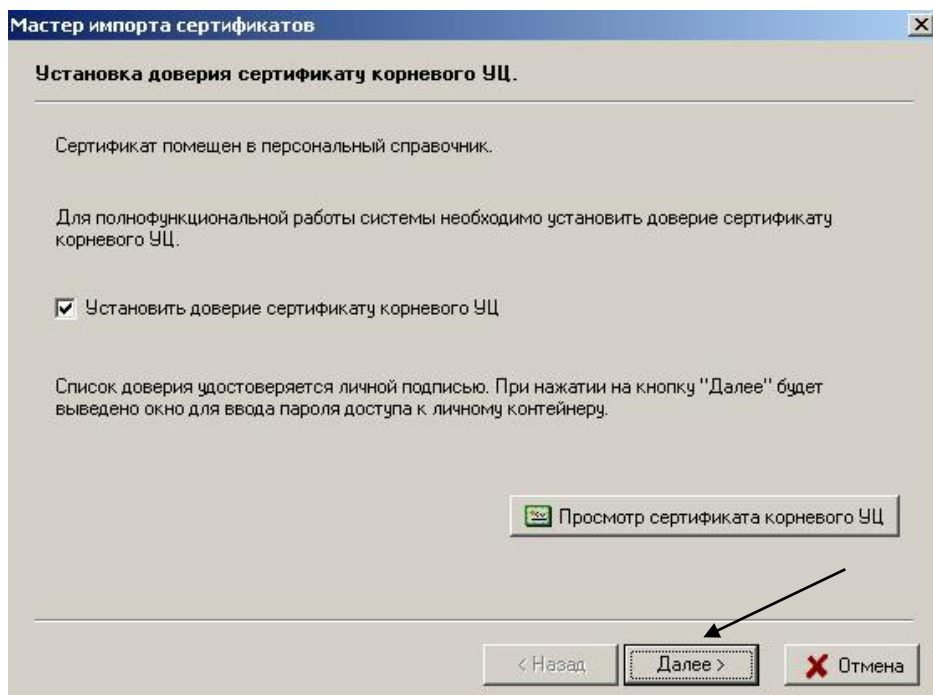 Мастер импорта сертификатов
Установка доверия сертификату корневого УЦ.
Сертификат помещен в персональный справочник.
Для полнофункциональной работы системы необходимо установить доверие сертификату
корневого УЦ.
Установить доверие сертификату корневого УЦ
Список доверия удостоверяется личной подписью. При нажатии на кнопку "Далее" будет
выведено окно для ввода пароля доступа к личному контейнеру.
Просмотр сертификата корневого УЦ
< Назад Далее > Отмена